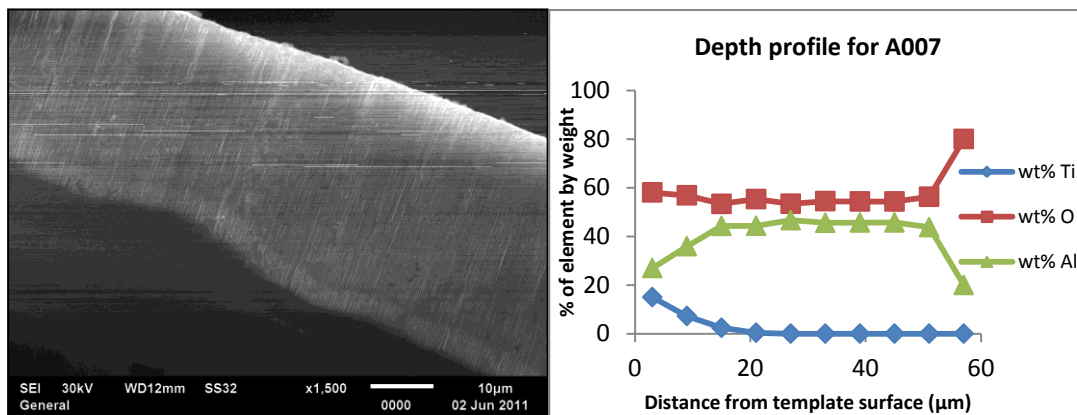 SEI 30kV WD12mm SS32 x1,500 10µm
General 0000 02 Jun 2011
Depth profile for A007
% of element by weight
100
80
60
40
20
0
0 20 40 60
Distance from template surface (µm)
wt% Ti
wt% O
wt% Al